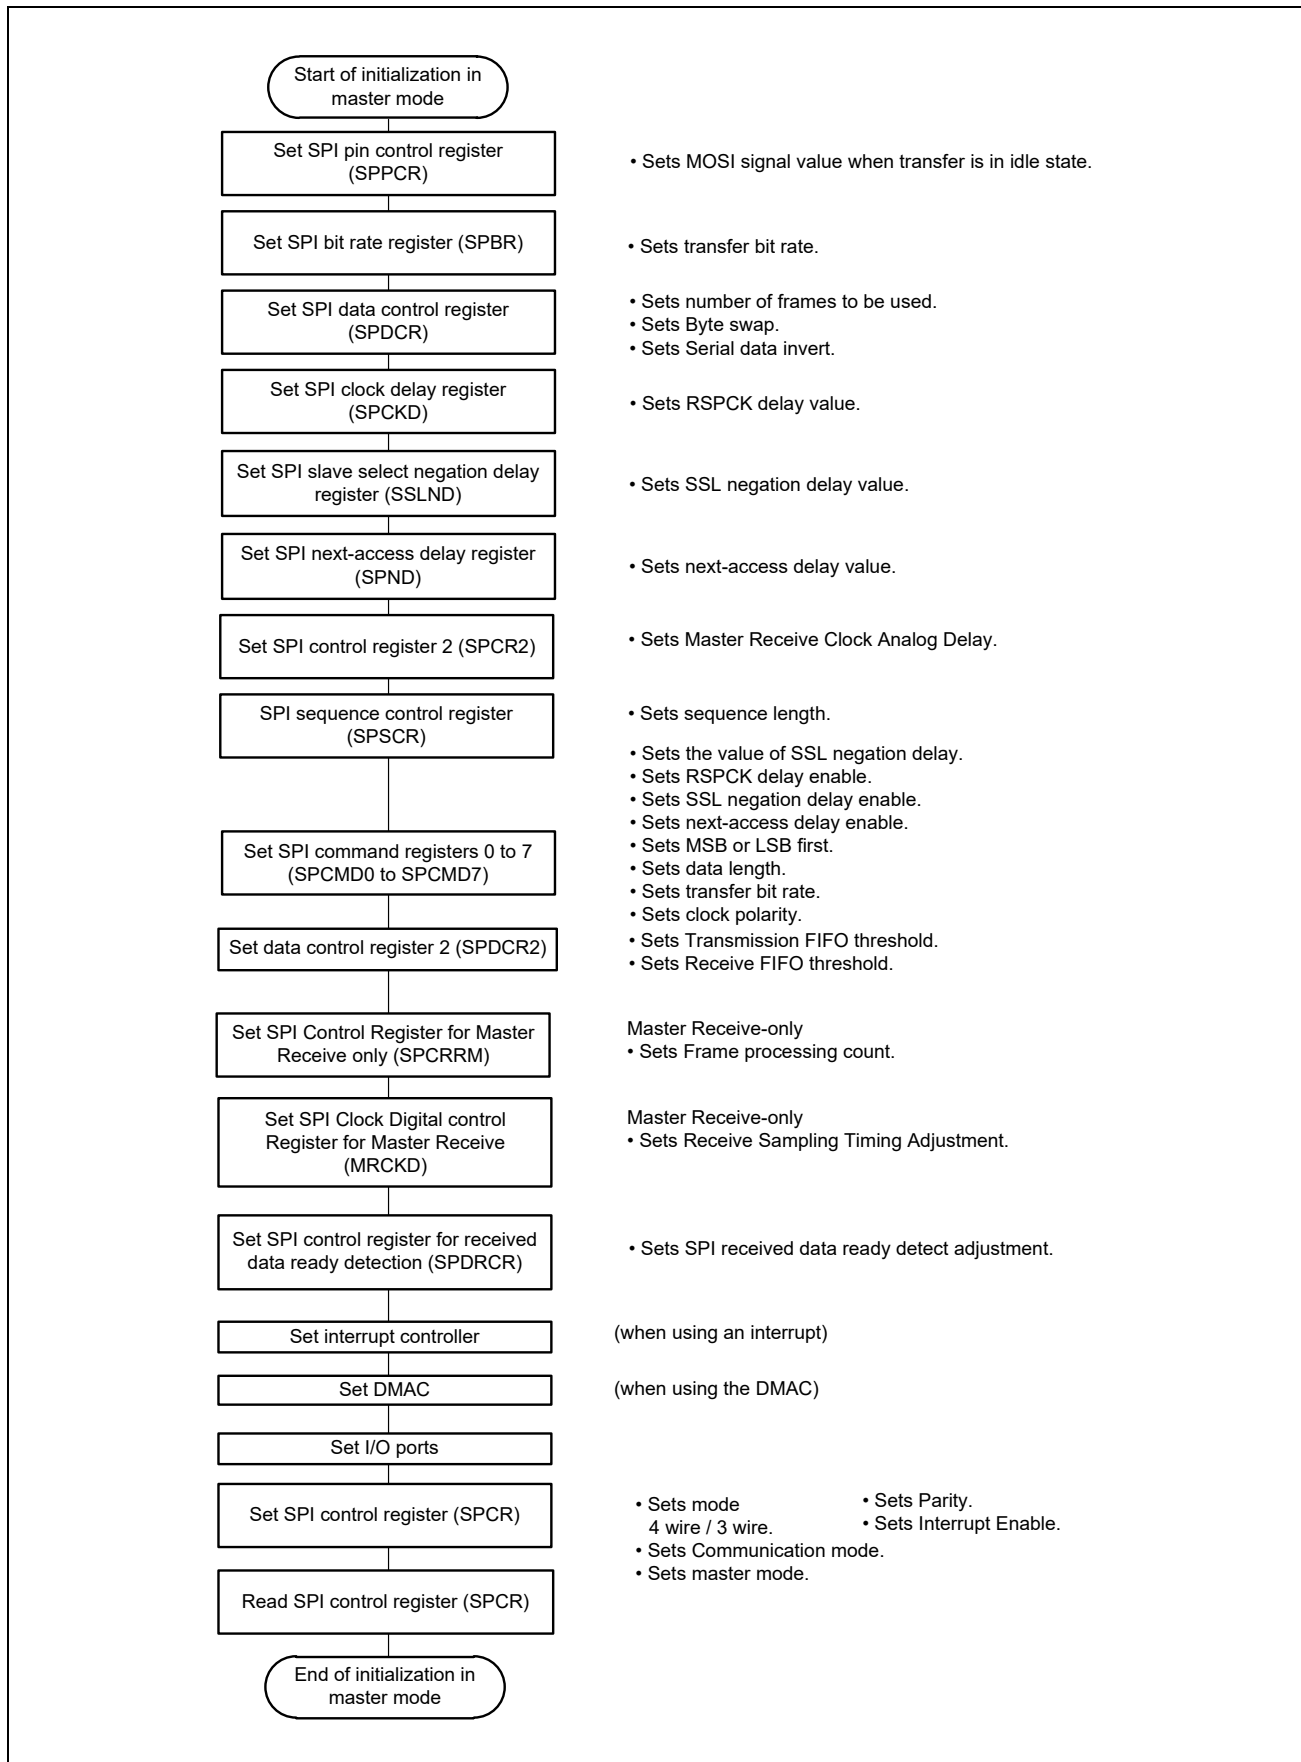 Start of initialization in
master mode
Set SPI pin control register
(SPPCR)
• Sets MOSI signal value when transfer is in idle state.
Set SPI bit rate register (SPBR)
• Sets transfer bit rate.
Set SPI data control register
(SPDCR)
• Sets number of frames to be used.
• Sets Byte swap.
• Sets Serial data invert.
Set SPI clock delay register
(SPCKD)
• Sets RSPCK delay value.
Set SPI slave select negation delay
register (SSLND)
• Sets SSL negation delay value.
Set SPI next-access delay register
(SPND)
• Sets next-access delay value.
Set SPI control register 2 (SPCR2)
• Sets Master Receive Clock Analog Delay.
SPI sequence control register
(SPSCR)
• Sets sequence length.
• Sets the value of SSL negation delay.
• Sets RSPCK delay enable.
• Sets SSL negation delay enable.
• Sets next-access delay enable.
• Sets MSB or LSB first.
• Sets data length.
• Sets transfer bit rate.
• Sets clock polarity.
Set SPI command registers 0 to 7
(SPCMD0 to SPCMD7)
Set data control register 2 (SPDCR2)
• Sets Transmission FIFO threshold.
• Sets Receive FIFO threshold.
Set SPI Control Register for Master
Receive only (SPCRRM)
Master Receive-only
• Sets Frame processing count.
Set SPI Clock Digital control
Register for Master Receive
(MRCKD)
Master Receive-only
• Sets Receive Sampling Timing Adjustment.
Set SPI control register for received
data ready detection (SPDRCR)
• Sets SPI received data ready detect adjustment.
Set interrupt controller
(when using an interrupt)
Set DMAC
(when using the DMAC)
Set I/O ports
Set SPI control register (SPCR)
• Sets mode
4 wire / 3 wire.
• Sets Communication mode.
• Sets master mode.
• Sets Parity.
• Sets Interrupt Enable.
Read SPI control register (SPCR)
End of initialization in
master mode